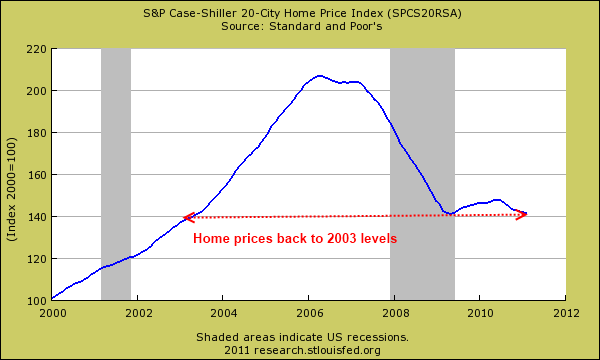 S&P Case-Shiller 20-City Home Price Index (SPCS20RSA)
Source: Standard and Poor's
(Index 2000=100)
220
200
180
160
140
120
100
Home prices back to 2003 levels
2000 2002 2004 2006 2008 2010 2012
Shaded areas indicate US recessions.
2011 research.stlouisfed.org